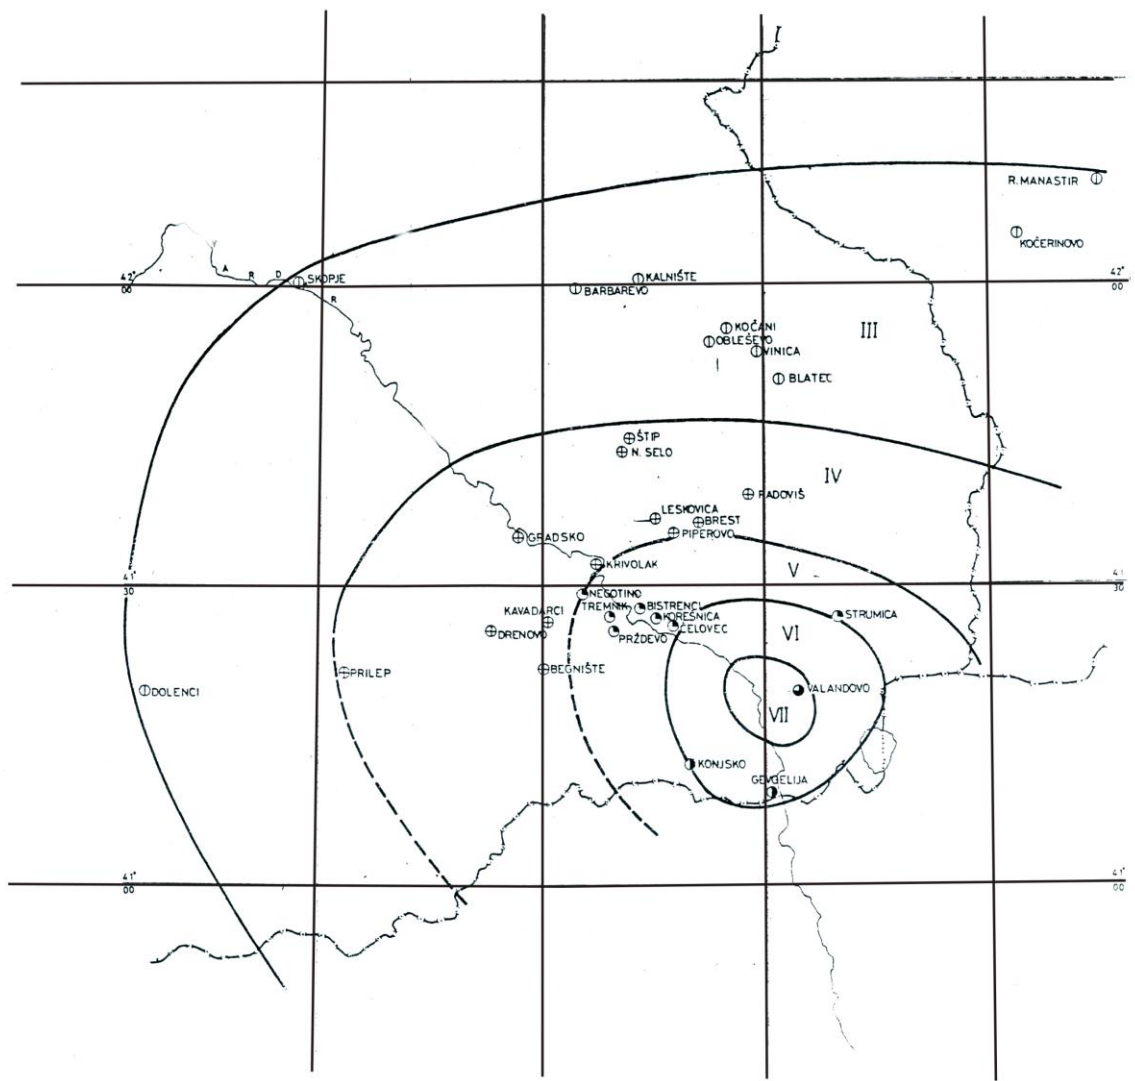 R. MANASTIR
KOČERINOVO
V
A
R
D
A
R
42°
00
SKOPJE
42°
00
KALNIŠTE
BARBAREVO
KOČANI
OBLEŠEVO
VINICA
III
BLATEC
ŠTIP
N. SELO
IV
RADOVIŠ
LESKOVICA
BREST
PIPEROVO
GRADSKO
KRIVOLAK
V
41°
30
41
30
NEGOTINO
TREMNIK
BISTRENCI
KOREŠNICA
ČELOVEC
PRŽDEVO
STRUMICA
KAVADARCI
DRENOVO
VI
PRILEP
BEGNIŠTE
DOLENCI
VALANDOVO
VII
KONJSKO
GEVGELIJA
41°
00
41°
00